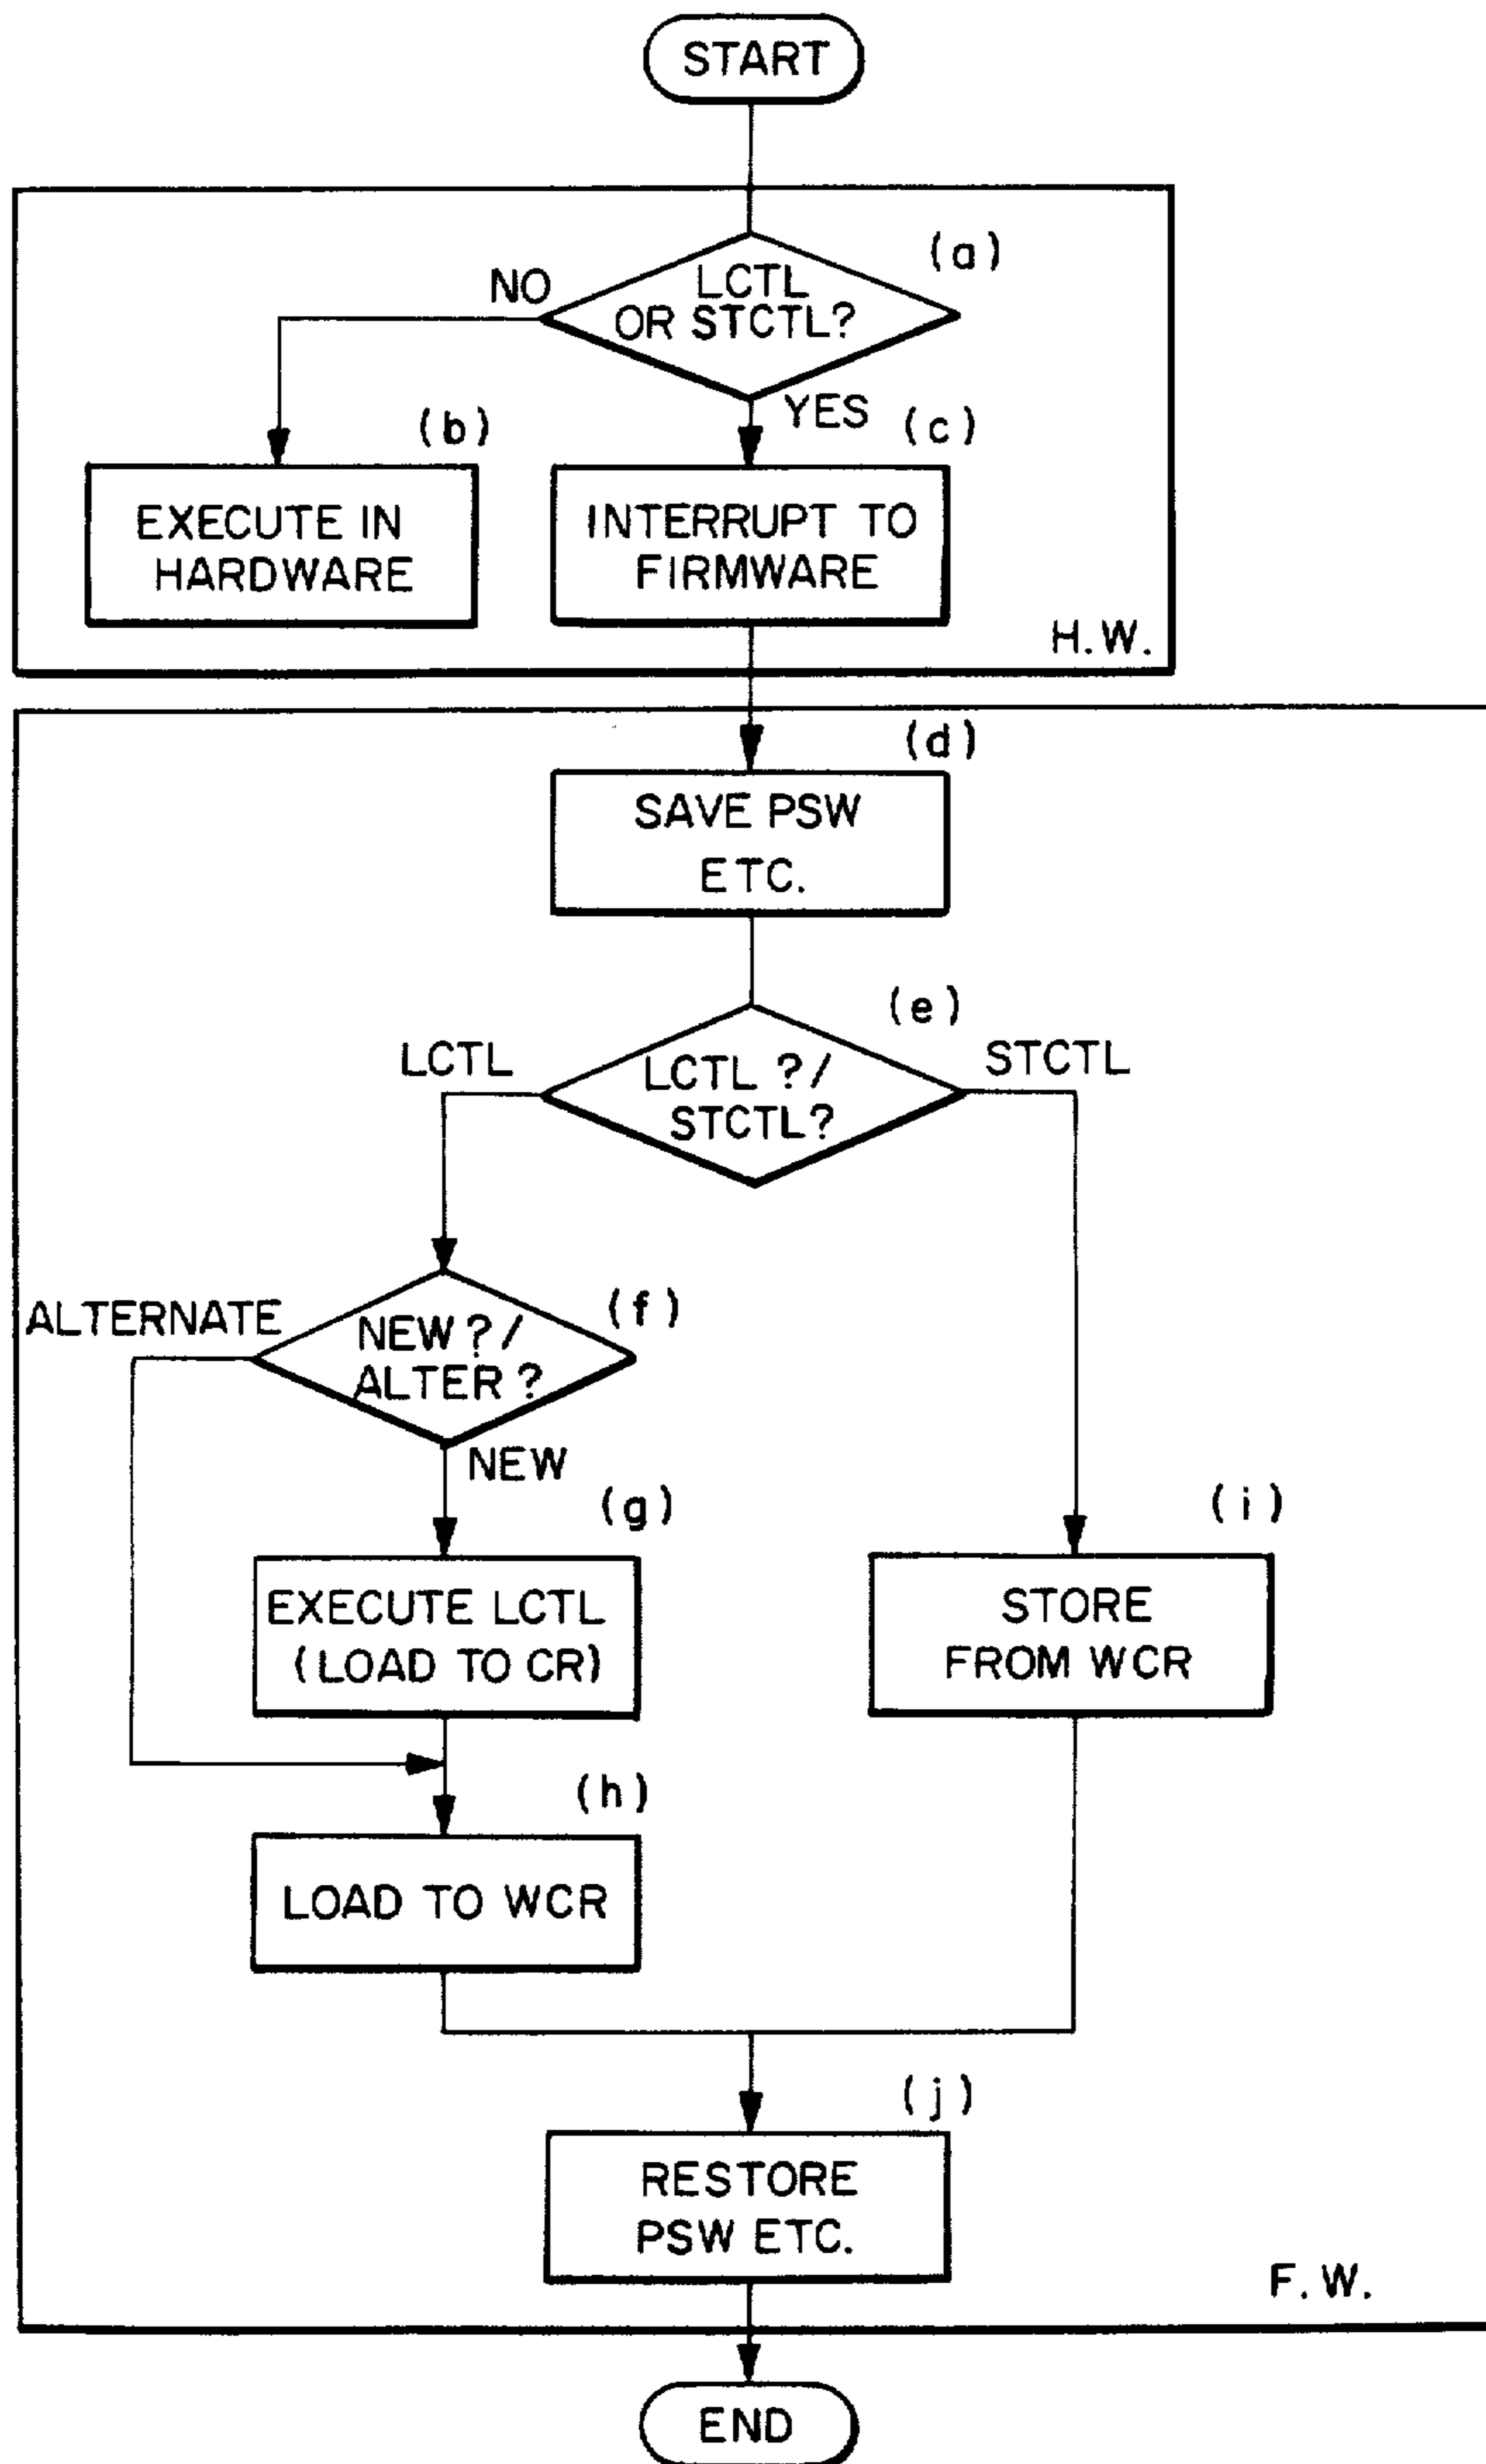 START
(a)
NO
LCTL
OR STCTL?
YES
(b)
(c)
EXECUTE IN
HARDWARE
INTERRUPT TO
FIRMWARE
H.W.
(d)
SAVE PSW
ETC.
(e)
LCTL
STCTL
LCTL ?/
STCTL?
ALTERNATE
(f)
NEW ?/
ALTER ?
NEW
(g)
(i)
EXECUTE LCTL
(LOAD TO CR)
STORE
FROM WCR
(h)
LOAD TO WCR
(j)
RESTORE
PSW ETC.
F.W.
END